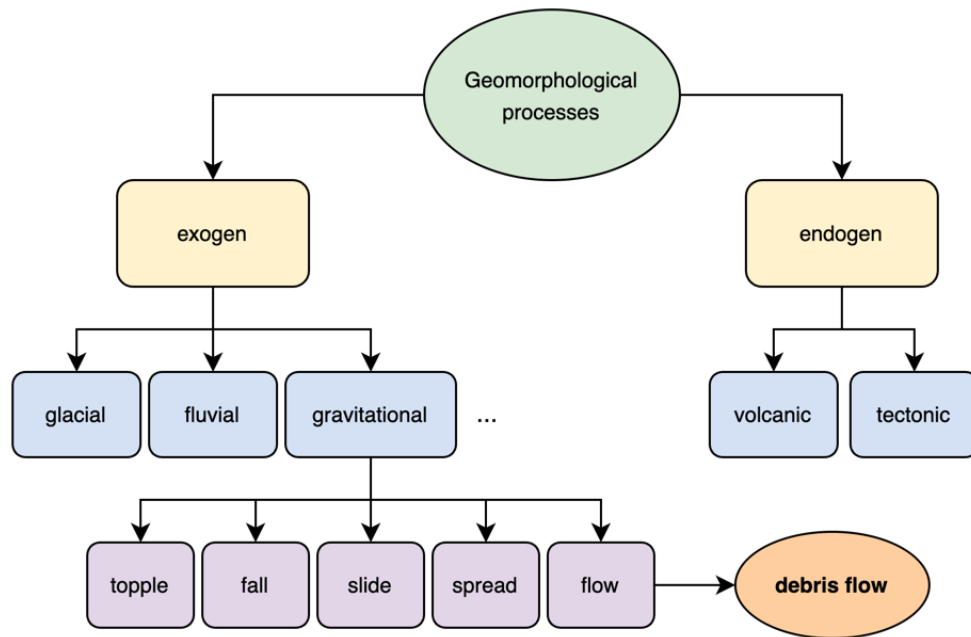 Geomorphological
processes
exogen
endogen
glacial
fluvial
gravitational
...
volcanic
tectonic
topple
fall
slide
spread
flow
debris flow